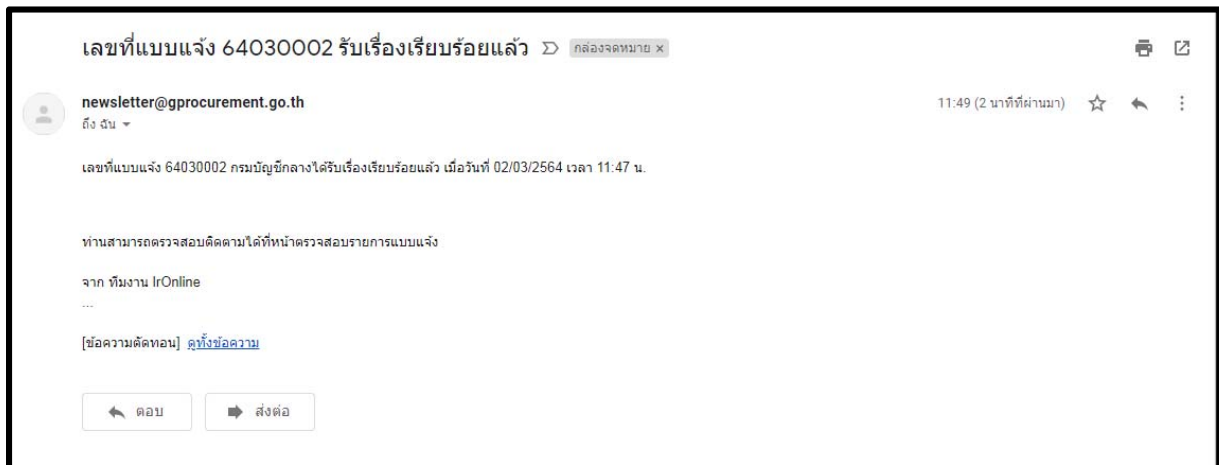 เลขที่แบบแจ้ง 64030002 รับเรื่องเรียบร้อยแล้ว กล่องจดหมาย x
newsletter@gprocurement.go.th 11:49 (2 นาทีที่ผ่านมา)
ถึง ฉัน
เลขที่แบบแจ้ง 64030002 กรมบัญชีกลางได้รับเรื่องเรียบร้อยแล้ว เมื่อวันที่ 02/03/2564 เวลา 11:47 น.
ท่านสามารถตรวจสอบติดตามได้ที่หน้าตรวจสอบรายการแบบแจ้ง
จาก ทีมงาน IrOnline
...
[ข้อความตัดทอน] ดูทั้งข้อความ
ตอบ ส่งต่อ